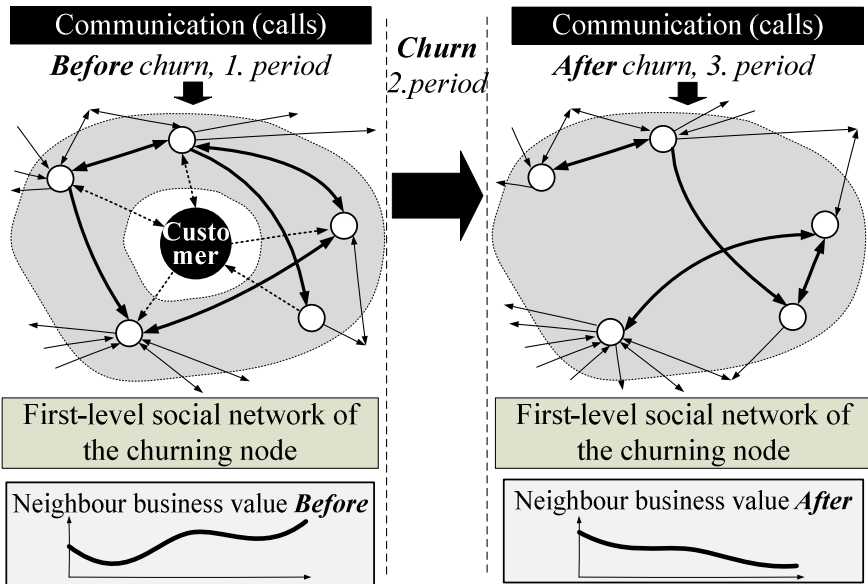 Communication (calls)
Before churn, 1. period
Custo
mer
First-level social network of
the churning node
Neighbour business value Before
Churn
2.period
Communication (calls)
After churn, 3. period
First-level social network of
the churning node
Neighbour business value After